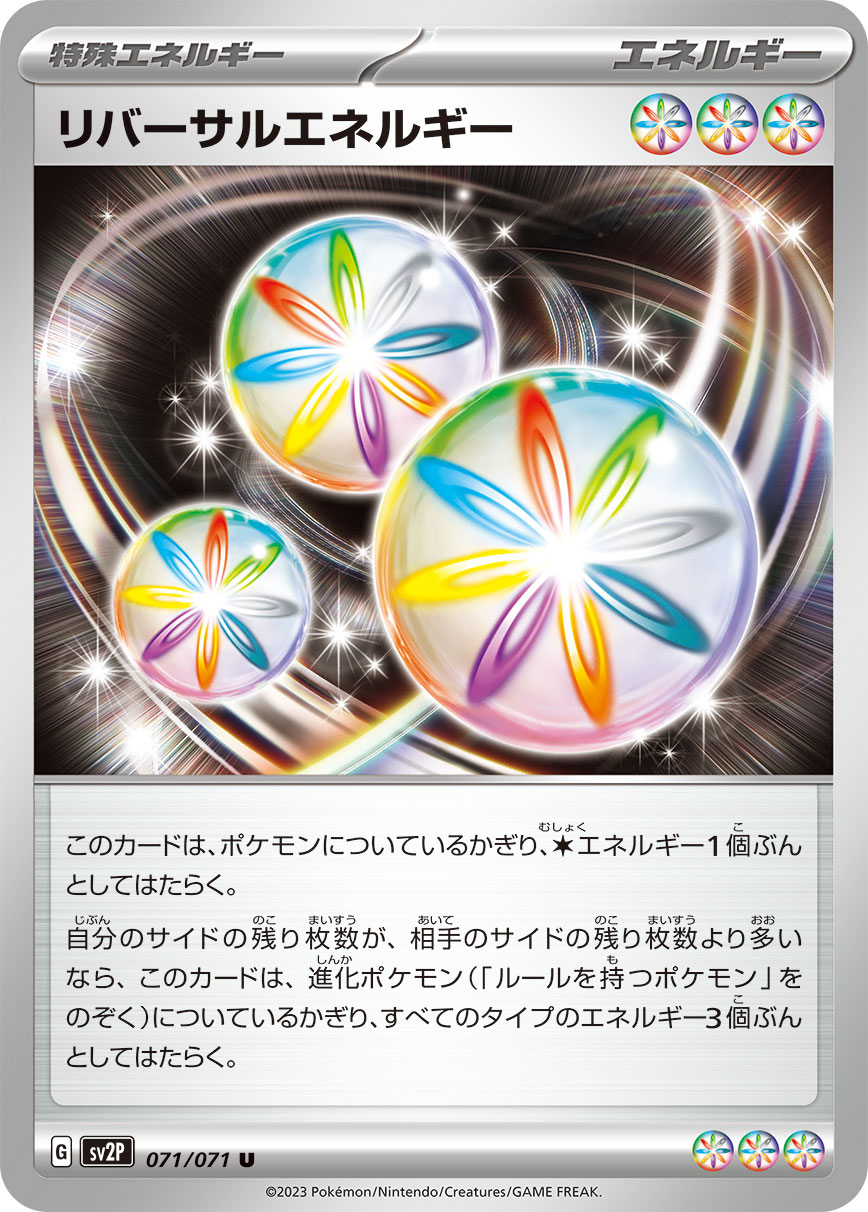 特殊エネルギー
エネルギー
リバーサルエネルギー
このカードは、ポケモンについているかぎり、エネルギー1個ぶん
としてはたらく。
自分のサイドの残り枚数が、相手のサイドの残り枚数より多い
なら、このカードは、進化ポケモン(「ルールを持つポケモン」を
のぞく)についているかぎり、すべてのタイプのエネルギー3個ぶん
としてはたらく。
G sv2P 071/071 U
©2023 Pokémon/Nintendo/Creatures/GAME FREAK.